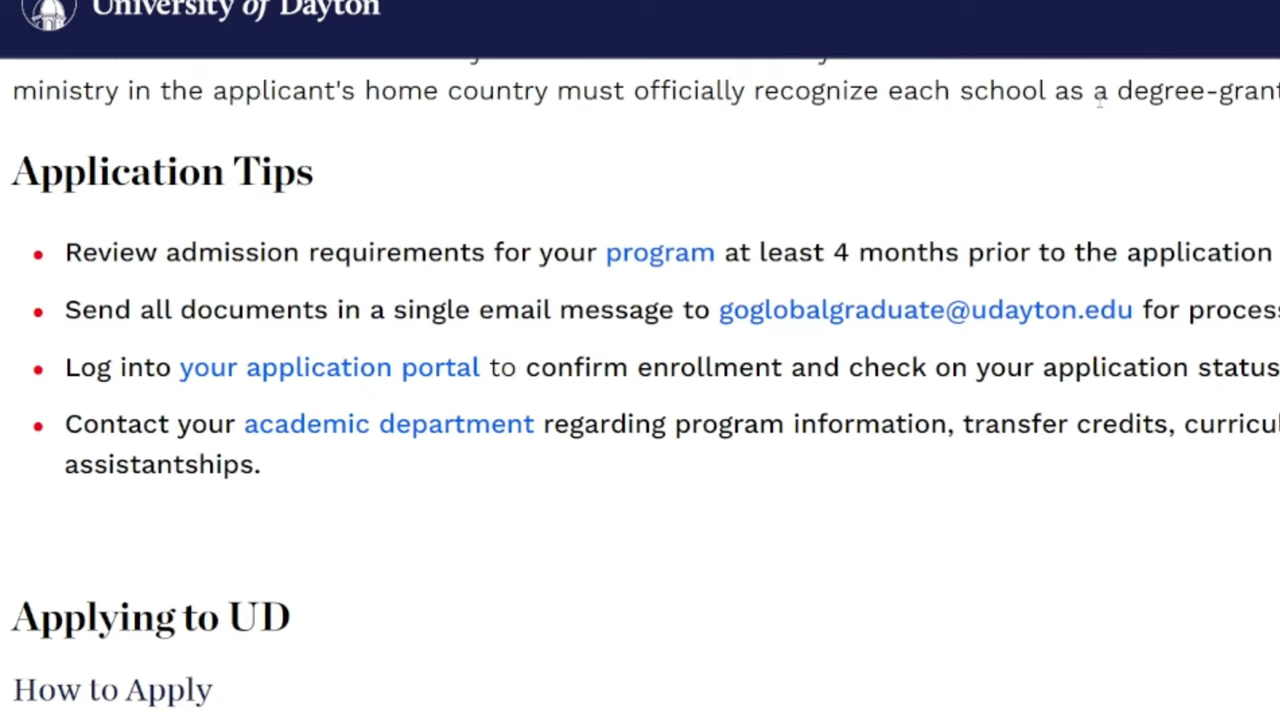 University of Dayton
ministry in the applicant's home country must officially recognize each school as a degree-grant
Application Tips
Review admission requirements for your program at least 4 months prior to the application
Send all documents in a single email message to goglobalgraduate@udayton.edu for process
Log into your application portal to confirm enrollment and check on your application status
Contact your academic department regarding program information, transfer credits, curricul
assistantships.
Applying to UD
How to Apply